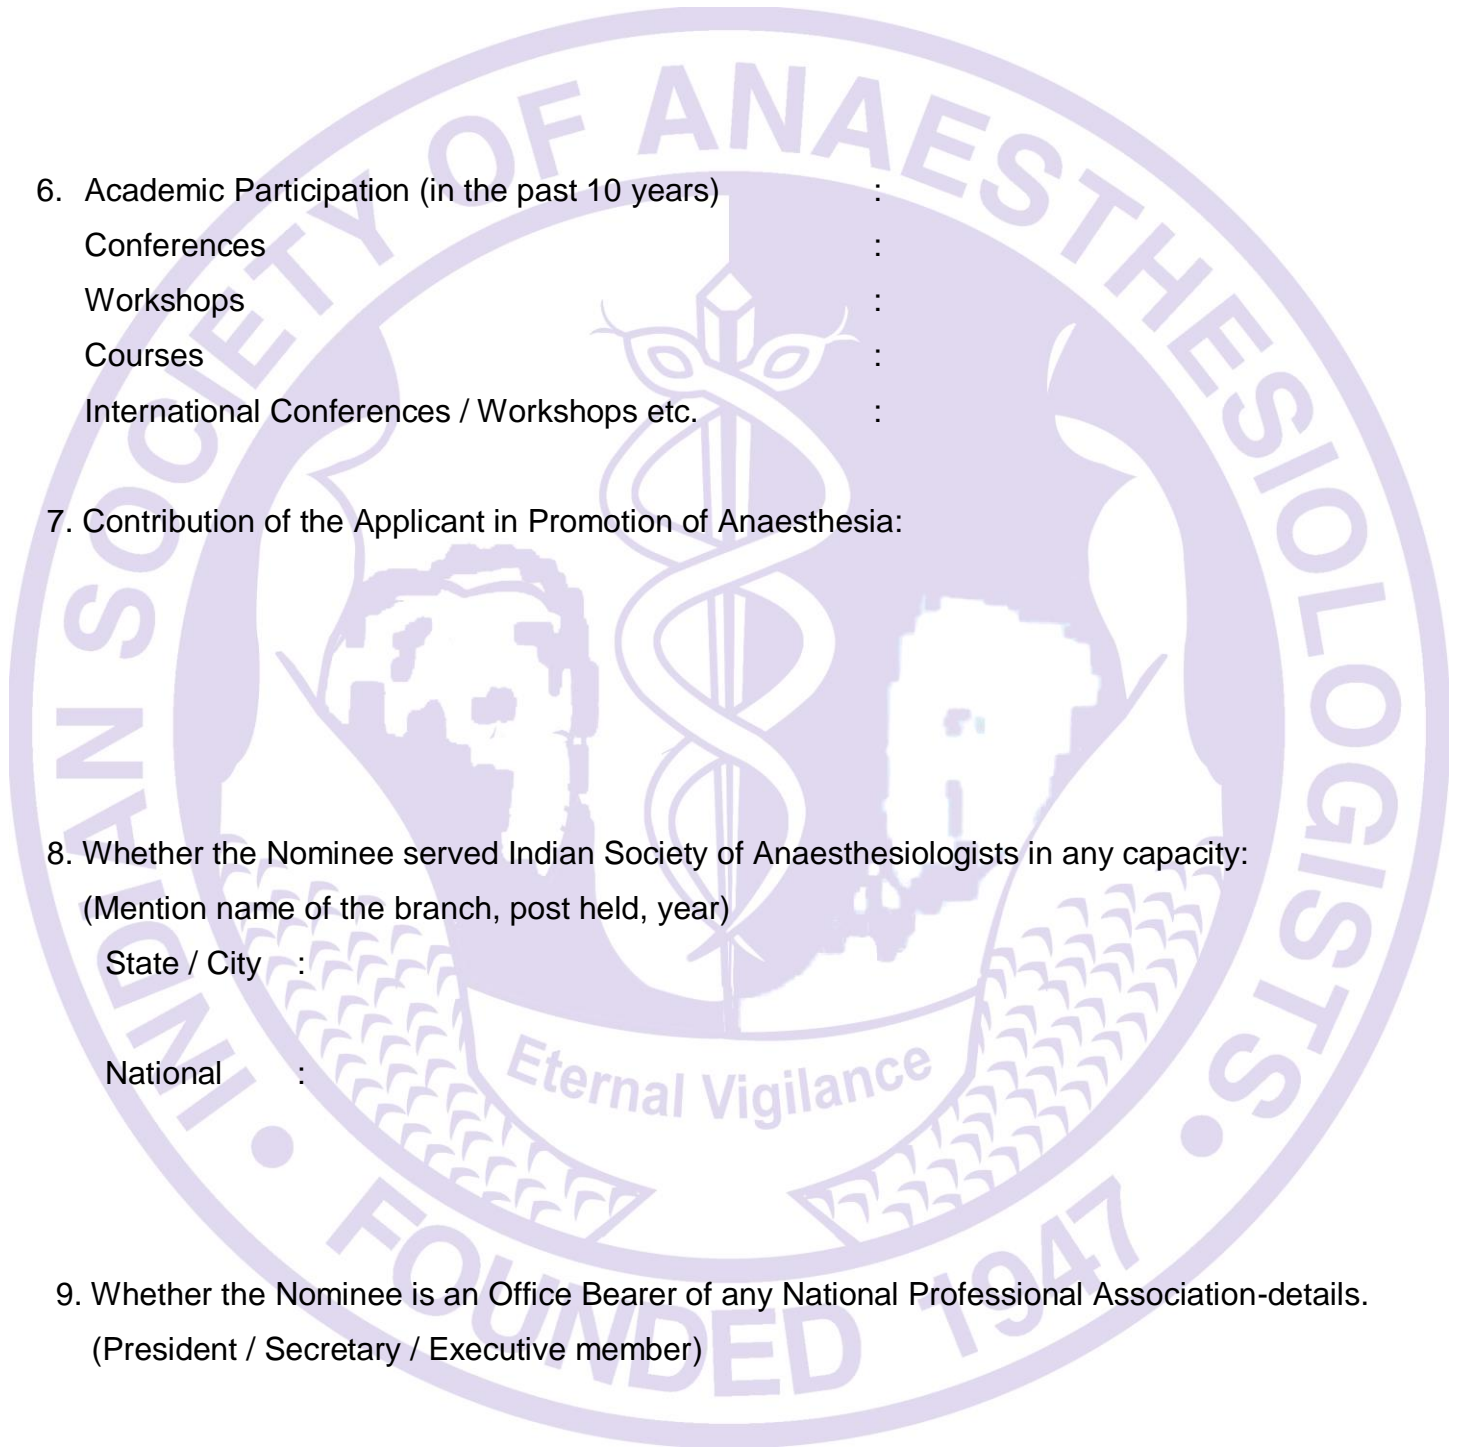 INDIAN SOCIETY OF ANAESTHESIOLOGISTS
6. Academic Participation (in the past 10 years) :
Conferences :
Workshops :
Courses :
International Conferences / Workshops etc. :
7. Contribution of the Applicant in Promotion of Anaesthesia:
8. Whether the Nominee served Indian Society of Anaesthesiologists in any capacity:
(Mention name of the branch, post held, year)
State / City :
National :
Eternal Vigilance
9. Whether the Nominee is an Office Bearer of any National Professional Association-details.
(President / Secretary / Executive member)
FOUNDED 1947